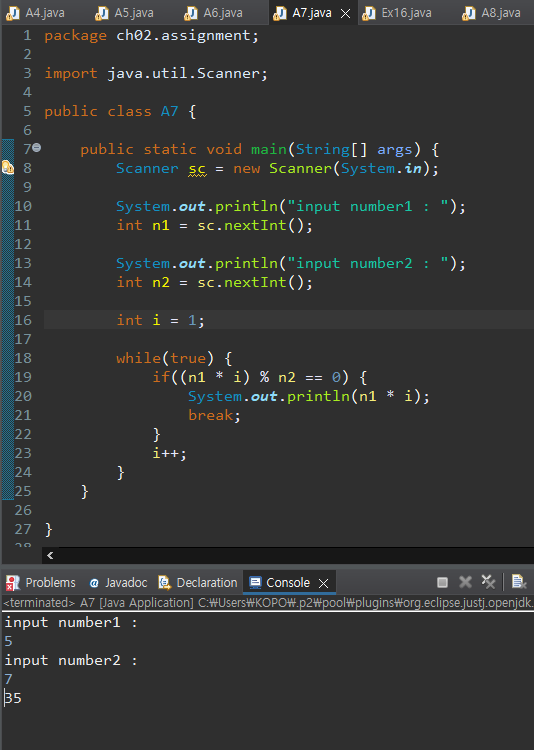 A4.java A5.java A6.java A7.java Ex16.java A8.java
1 package ch02.assignment;
2
3 import java.util.Scanner;
4
5 public class A7 {
6
7 public static void main(String[] args) {
8 Scanner sc = new Scanner(System.in);
9
10 System.out.println("input number1 : ");
11 int n1 = sc.nextInt();
12
13 System.out.println("input number2 : ");
14 int n2 = sc.nextInt();
15
16 int i = 1;
17
18 while(true) {
19 if((n1 * i) % n2 == 0) {
20 System.out.println(n1 * i);
21 break;
22 }
23 i++;
24 }
25 }
26
27 }
28
Problems Javadoc Declaration Console
<terminated> A7 [Java Application] C:₩Users₩KOPO₩.p2₩pool₩plugins₩org.eclipse.justj.openjdk.
input number1 :
5
input number2 :
7
35